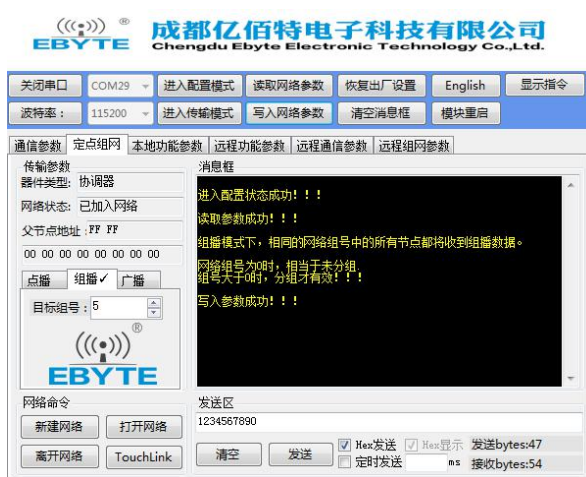 (((•))) ®
EBYTE
成都亿佰特电子科技有限公司
Chengdu Ebyte Electronic Technology Co.,Ltd.
关闭串口 COM29 进入配置模式 读取网络参数 恢复出厂设置 English 显示指令
波特率: 115200 进入传输模式 写入网络参数 清空消息框 模块重启
通信参数 定点组网 本地功能参数 远程功能参数 远程通信参数 远程组网参数
传输参数
器件类型: 协调器
网络状态: 已加入网络
父节点地址: FF FF
00 00 00 00 00 00 00 00
点播 组播✓ 广播
目标组号: 5
(((•))) ®
EBYTE
消息框
进入配置状态成功!!!
读取参数成功!!!
组播模式下，相同的网络组号中的所有节点都将收到组播数据。
网络组号为0时，相当于未分组.
组号大于0时，分组才有效!!!
写入参数成功!!!
网络命令
新建网络 打开网络
离开网络 TouchLink
发送区
1234567890
清空 发送
Hex发送 Hex显示 发送bytes:47
定时发送 ms 接收bytes:54